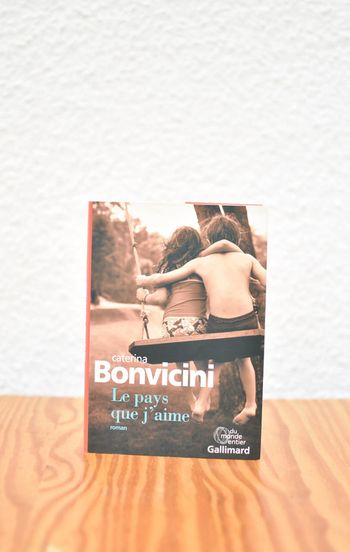 caterina
Bonvicini
Le pays
que j'aime
roman
du
monde
entier
Gallimard